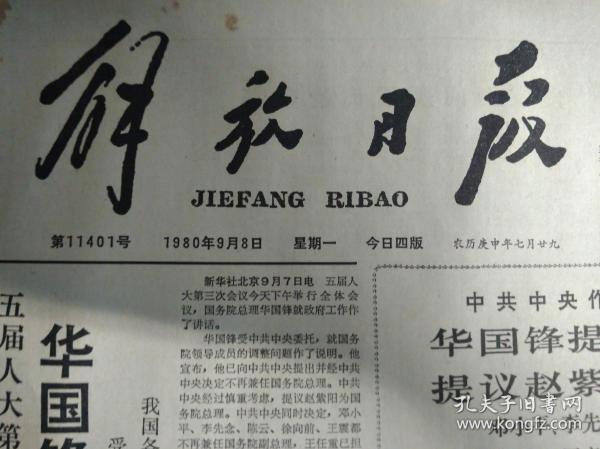 解放日报
JIEFANG RIBAO
第11401号 1980年9月8日 星期一 今日四版 农历庚申年七月廿九
五届人大第
华国锋
我国各
受
新华社北京9月7日电 五届人
大第三次会议今天下午举行全体会
议，国务院总理华国锋就政府工作作
了讲话。
华国锋受中共中央委托，就国务
院领导成员的调整问题作了说明。他
宣布，他已向中共中央提出并经中共
中央决定不再兼任国务院总理。中共
中央经过慎重考虑，提议赵紫阳为国
务院总理。中共中央同时决定，邓小
平、李先念、陈云、徐向前、王震都
不再兼任国务院副总理，王任重已担
中共中央作
华国锋提
提议赵紫
邓小平、李先
孔夫子旧书网